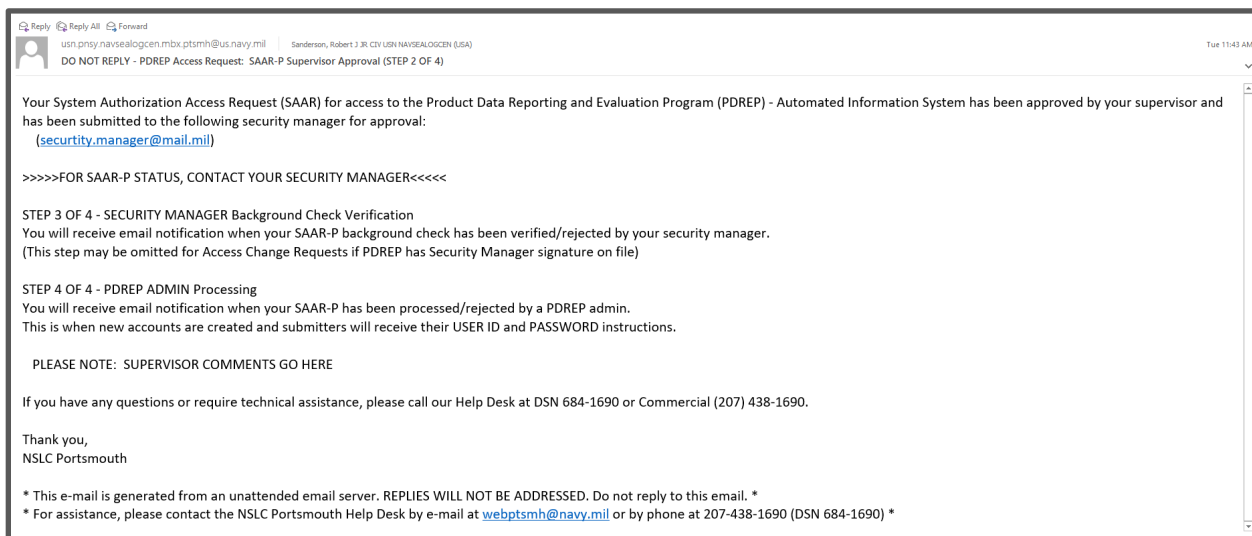 Reply Reply All Forward
usn.pnsy.navsealogcen.mbx.ptsmh@us.navy.mil Sanderson, Robert J JR CIV USN NAVSEALOGCEN (USA) Tue 11:43 AM
DO NOT REPLY - PDREP Access Request: SAAR-P Supervisor Approval (STEP 2 OF 4)
Your System Authorization Access Request (SAAR) for access to the Product Data Reporting and Evaluation Program (PDREP) - Automated Information System has been approved by your supervisor and
has been submitted to the following security manager for approval:
(securtity.manager@mail.mil)
>>>>>FOR SAAR-P STATUS, CONTACT YOUR SECURITY MANAGER<<<<<
STEP 3 OF 4 - SECURITY MANAGER Background Check Verification
You will receive email notification when your SAAR-P background check has been verified/rejected by your security manager.
(This step may be omitted for Access Change Requests if PDREP has Security Manager signature on file)
STEP 4 OF 4 - PDREP ADMIN Processing
You will receive email notification when your SAAR-P has been processed/rejected by a PDREP admin.
This is when new accounts are created and submitters will receive their USER ID and PASSWORD instructions.
PLEASE NOTE: SUPERVISOR COMMENTS GO HERE
If you have any questions or require technical assistance, please call our Help Desk at DSN 684-1690 or Commercial (207) 438-1690.
Thank you,
NSLC Portsmouth
* This e-mail is generated from an unattended email server. REPLIES WILL NOT BE ADDRESSED. Do not reply to this email. *
* For assistance, please contact the NSLC Portsmouth Help Desk by e-mail at webptsmh@navy.mil or by phone at 207-438-1690 (DSN 684-1690) *